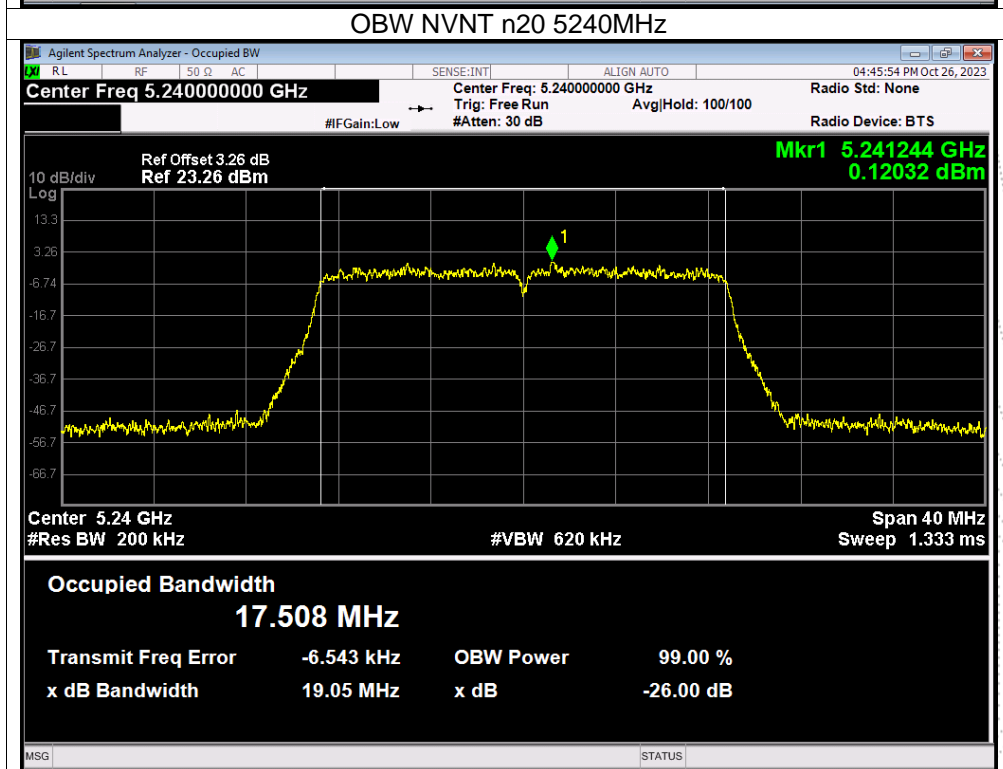 OBW NVNT n20 5240MHz
Agilent Spectrum Analyzer - Occupied BW
LXI RL RF 50 Ω AC SENSE:INT ALIGN AUTO 04:45:54 PM Oct 26, 2023
Center Freq 5.240000000 GHz Center Freq: 5.240000000 GHz Radio Std: None
Trig: Free Run Avg|Hold: 100/100
#IFGain:Low #Atten: 30 dB Radio Device: BTS
Mkr1 5.241244 GHz
0.12032 dBm
Ref Offset 3.26 dB
10 dB/div Ref 23.26 dBm
Log
13.3
1
3.26
-6.74
-16.7
-26.7
-36.7
-46.7
-56.7
-66.7
Center 5.24 GHz Span 40 MHz
#Res BW 200 kHz #VBW 620 kHz Sweep 1.333 ms
Occupied Bandwidth
17.508 MHz
Transmit Freq Error -6.543 kHz OBW Power 99.00 %
x dB Bandwidth 19.05 MHz x dB -26.00 dB
MSG STATUS